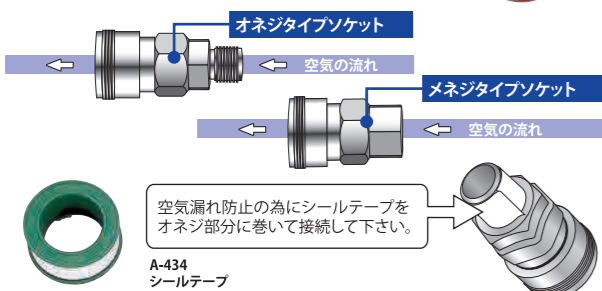 オネジタイプソケット
空気の流れ
メネジタイプソケット
空気の流れ
空気漏れ防止の為にシールテープを
オネジ部分に巻いて接続して下さい。
A-434
シールテープ